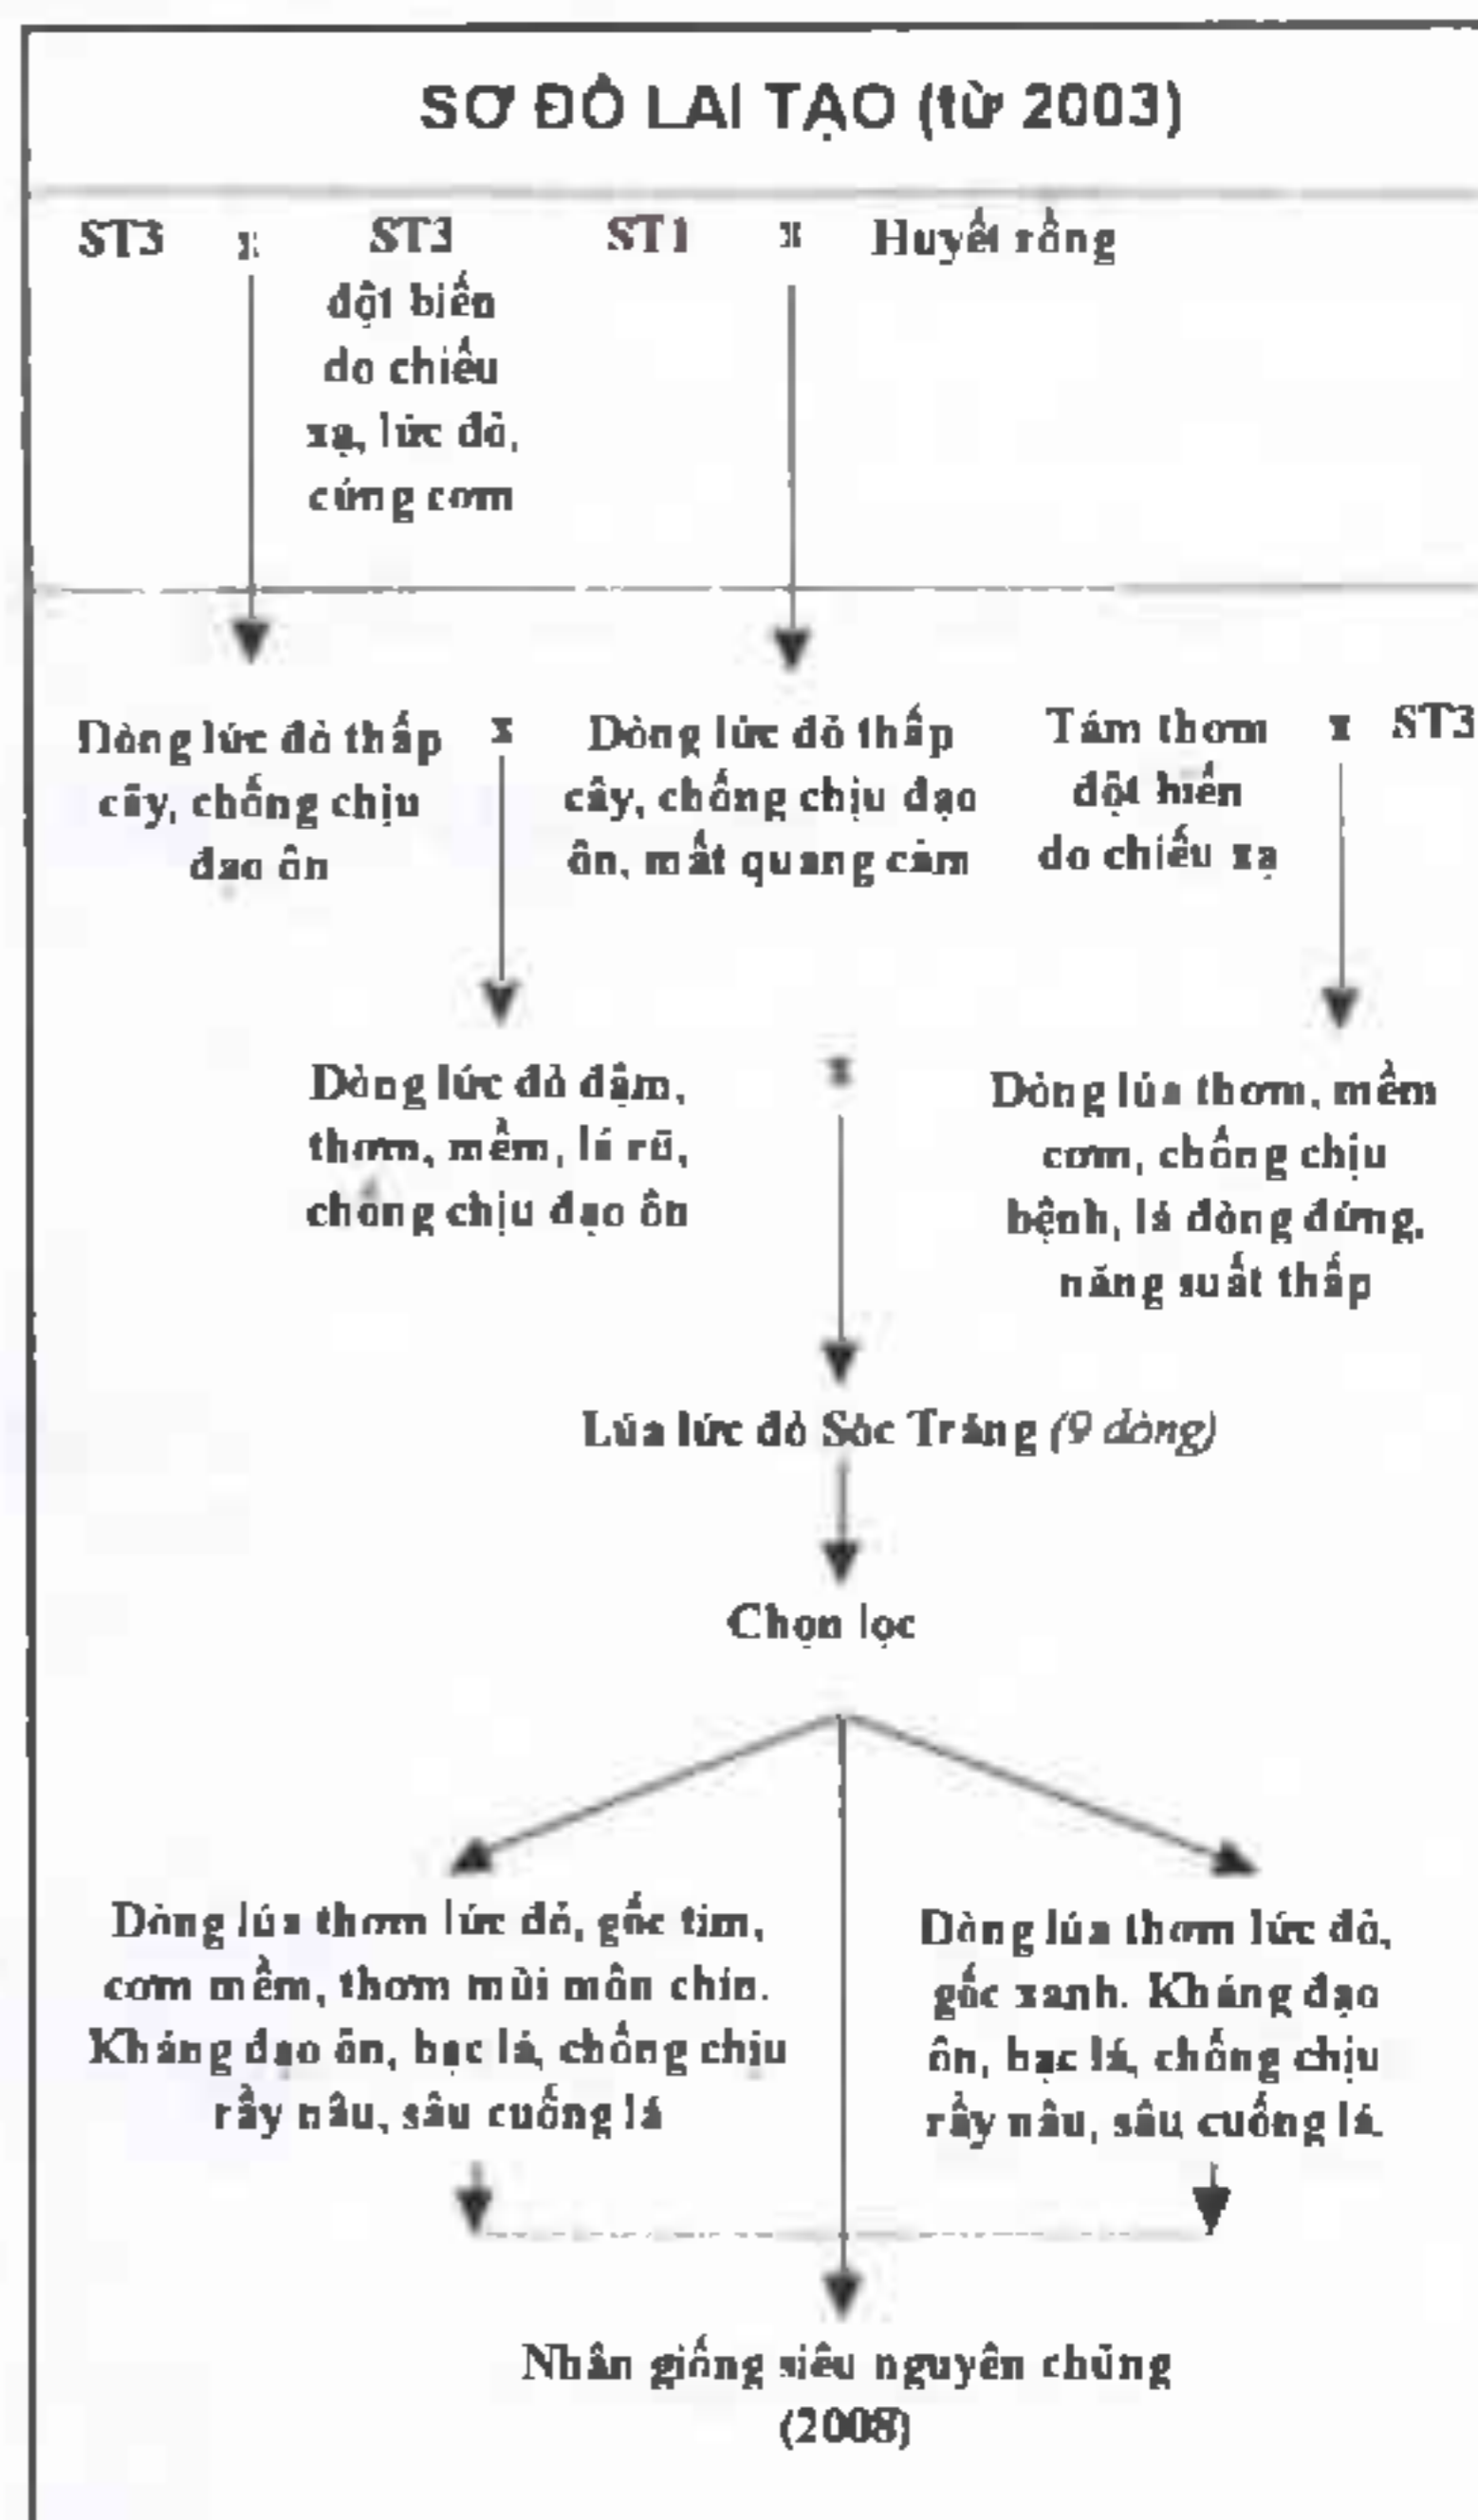 SƠ ĐỒ LAI TẠO (từ 2003)
ST3 x ST3 ST1 x Huyết rồng
đột biến
do chiếu
xạ, lức đỏ,
cứng cơm
Dòng lức đỏ thấp
cây, chống chịu
đạo ôn
x
Dòng lức đỏ thấp
cây, chống chịu đạo
ôn, mất quang cảm
Tám thơm
đột biến
do chiếu xạ
x ST3
Dòng lức đỏ đậm,
thơm, mềm, lá rũ,
chống chịu đạo ôn
x
Dòng lúa thơm, mềm
cơm, chống chịu
bệnh, lá đòng đứng,
năng suất thấp
Lúa lức đỏ Sóc Trăng (9 dòng)
Chọn lọc
Dòng lúa thơm lức đỏ, gốc tím,
cơm mềm, thơm mùi môn chín.
Kháng đạo ôn, bạc lá, chống chịu
rầy nâu, sâu cuống lá
Dòng lúa thơm lức đỏ,
gốc xanh. Kháng đạo
ôn, bạc lá, chống chịu
rầy nâu, sâu cuống lá.
Nhân giống siêu nguyên chủng
(2008)